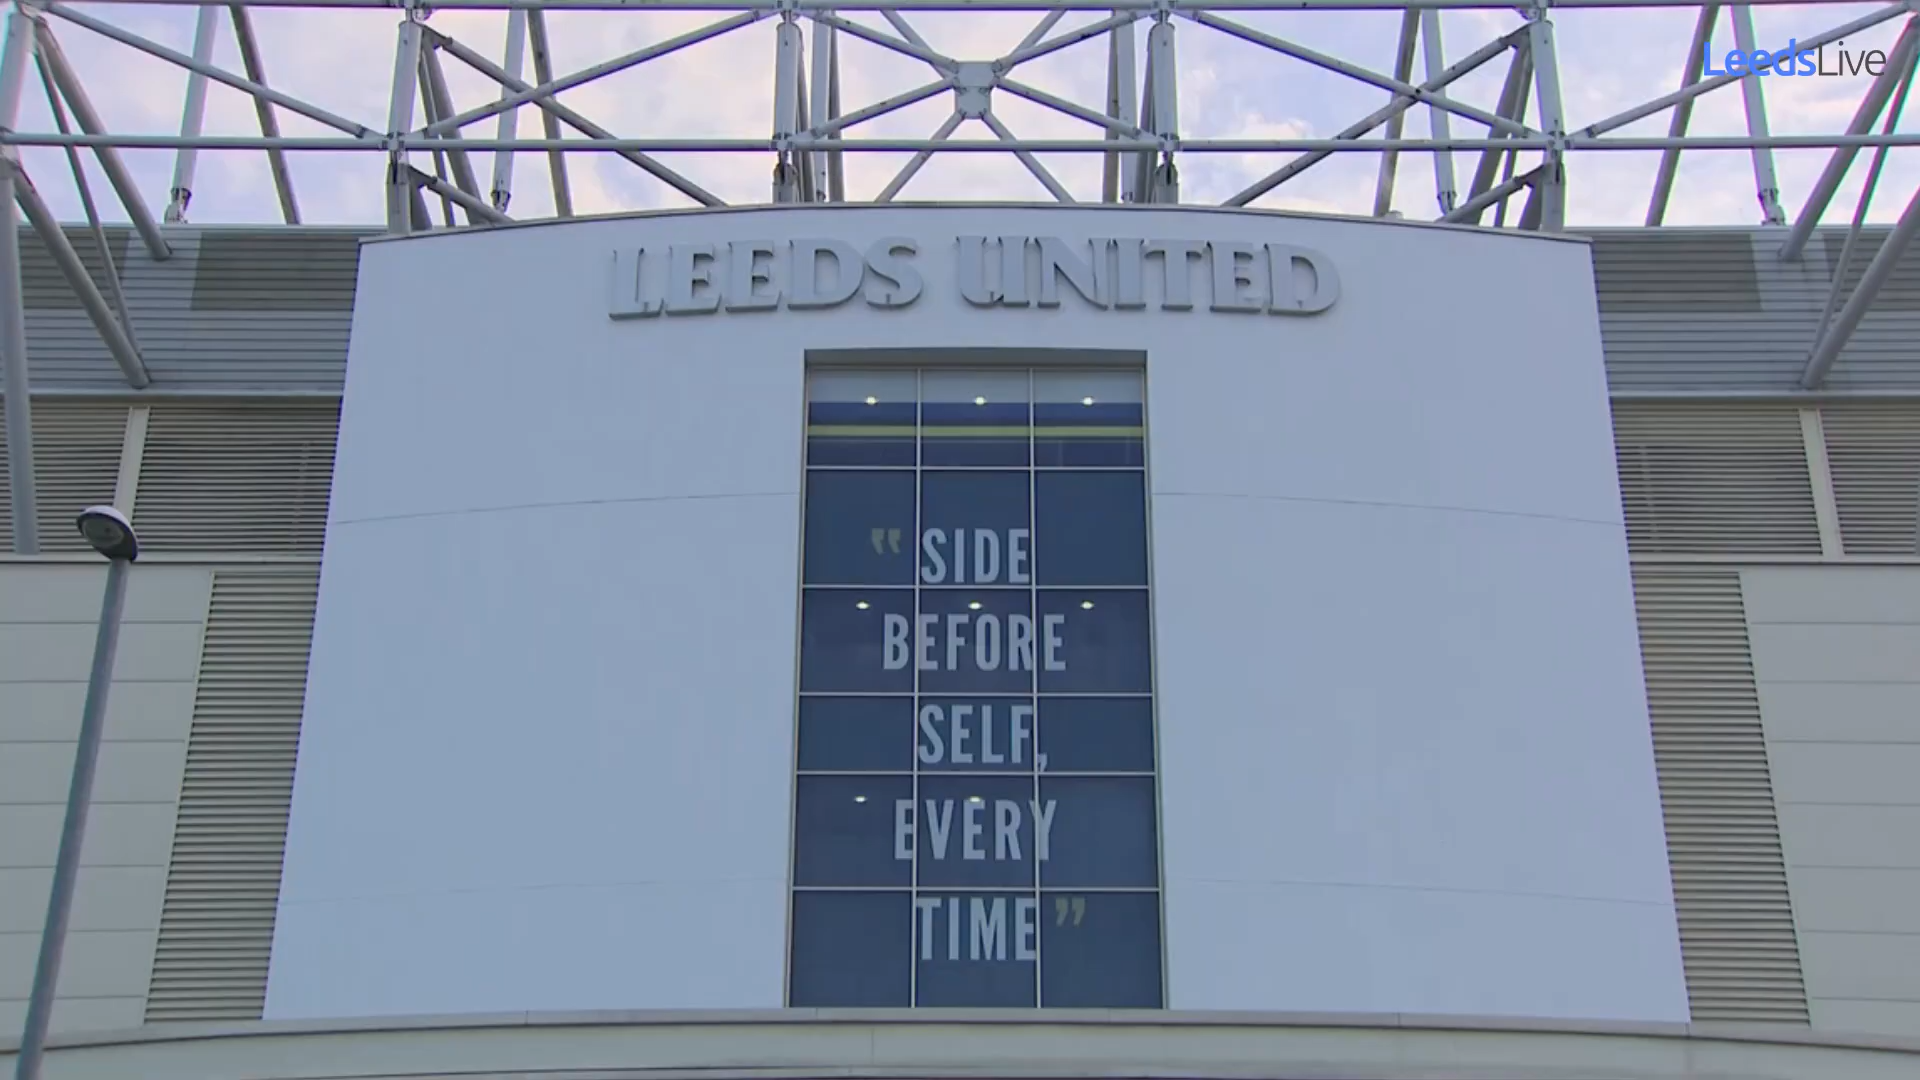 LeedsLive
LEEDS UNITED
" SIDE
BEFORE
SELF,
EVERY
TIME "